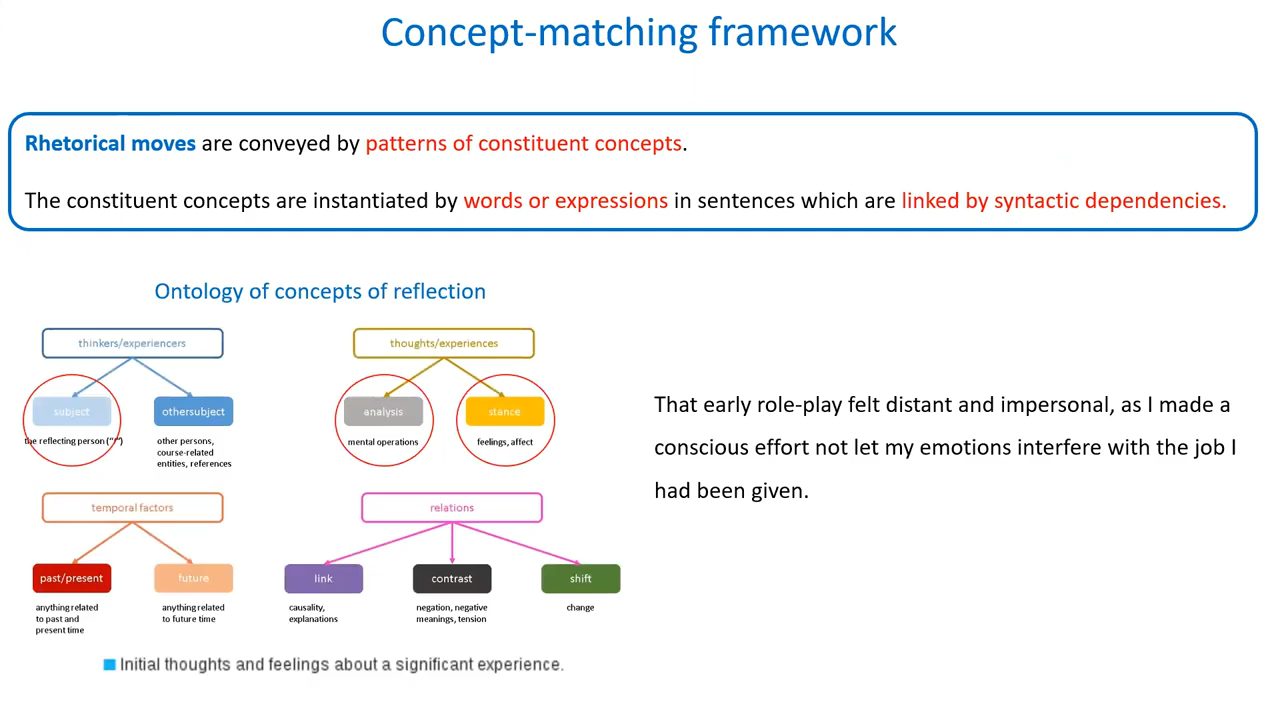 Concept-matching framework
Rhetorical moves are conveyed by patterns of constituent concepts.
The constituent concepts are instantiated by words or expressions in sentences which are linked by syntactic dependencies.
Ontology of concepts of reflection
thinkers/experiencers
subject
the reflecting person ("I")
othersubject
other persons,
course-related
entities, references
thoughts/experiences
analysis
mental operations
stance
feelings, affect
temporal factors
past/present
anything related
to past and
present time
future
anything related
to future time
relations
link
causality,
explanations
contrast
negation, negative
meanings, tension
shift
change
Initial thoughts and feelings about a significant experience.
That early role-play felt distant and impersonal, as I made a
conscious effort not let my emotions interfere with the job I
had been given.